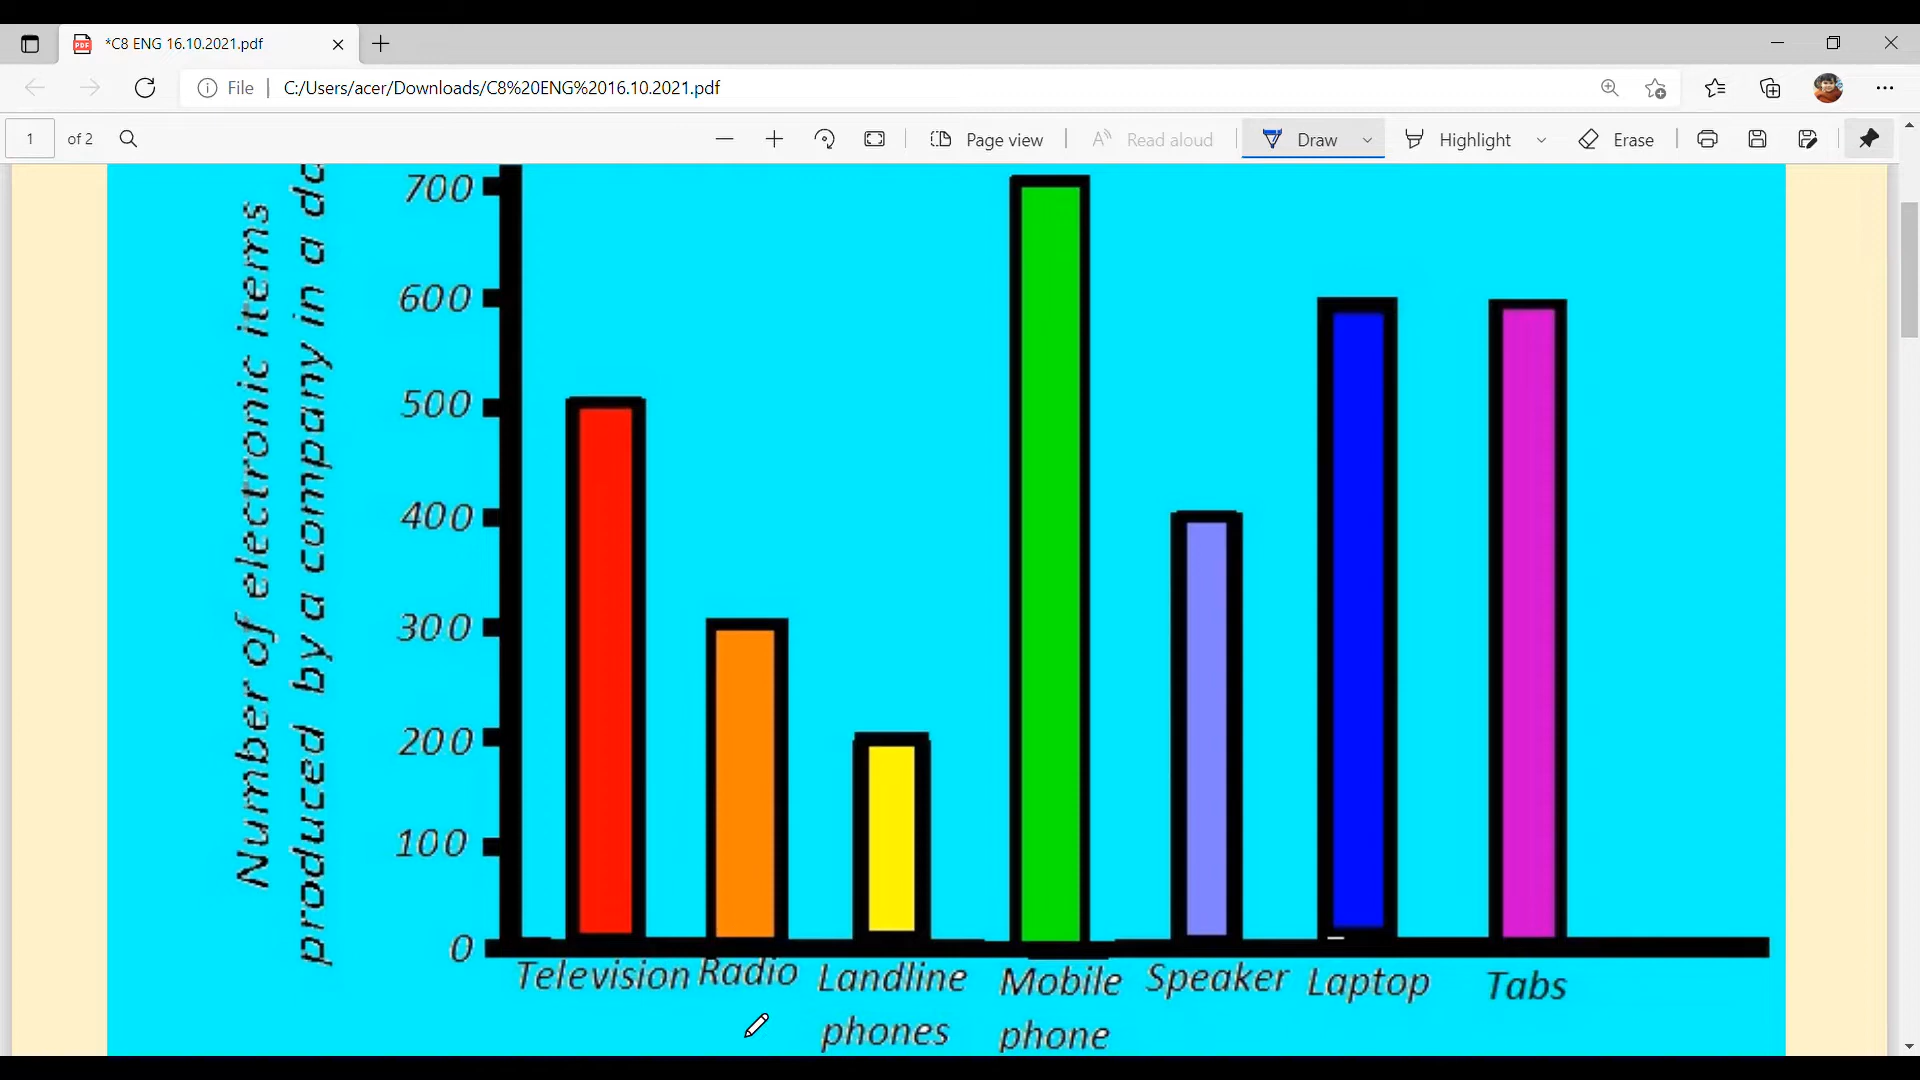 *C8 ENG 16.10.2021.pdf
File
C:/Users/acer/Downloads/C8%20ENG%2016.10.2021.pdf
1 of 2
Page view
Read aloud
Draw
Highlight
Erase
Number of electronic items
produced by a company in a
700
600
500
400
300
200
100
0
Television Radio Landline Mobile Speaker Laptop Tabs
phones phone